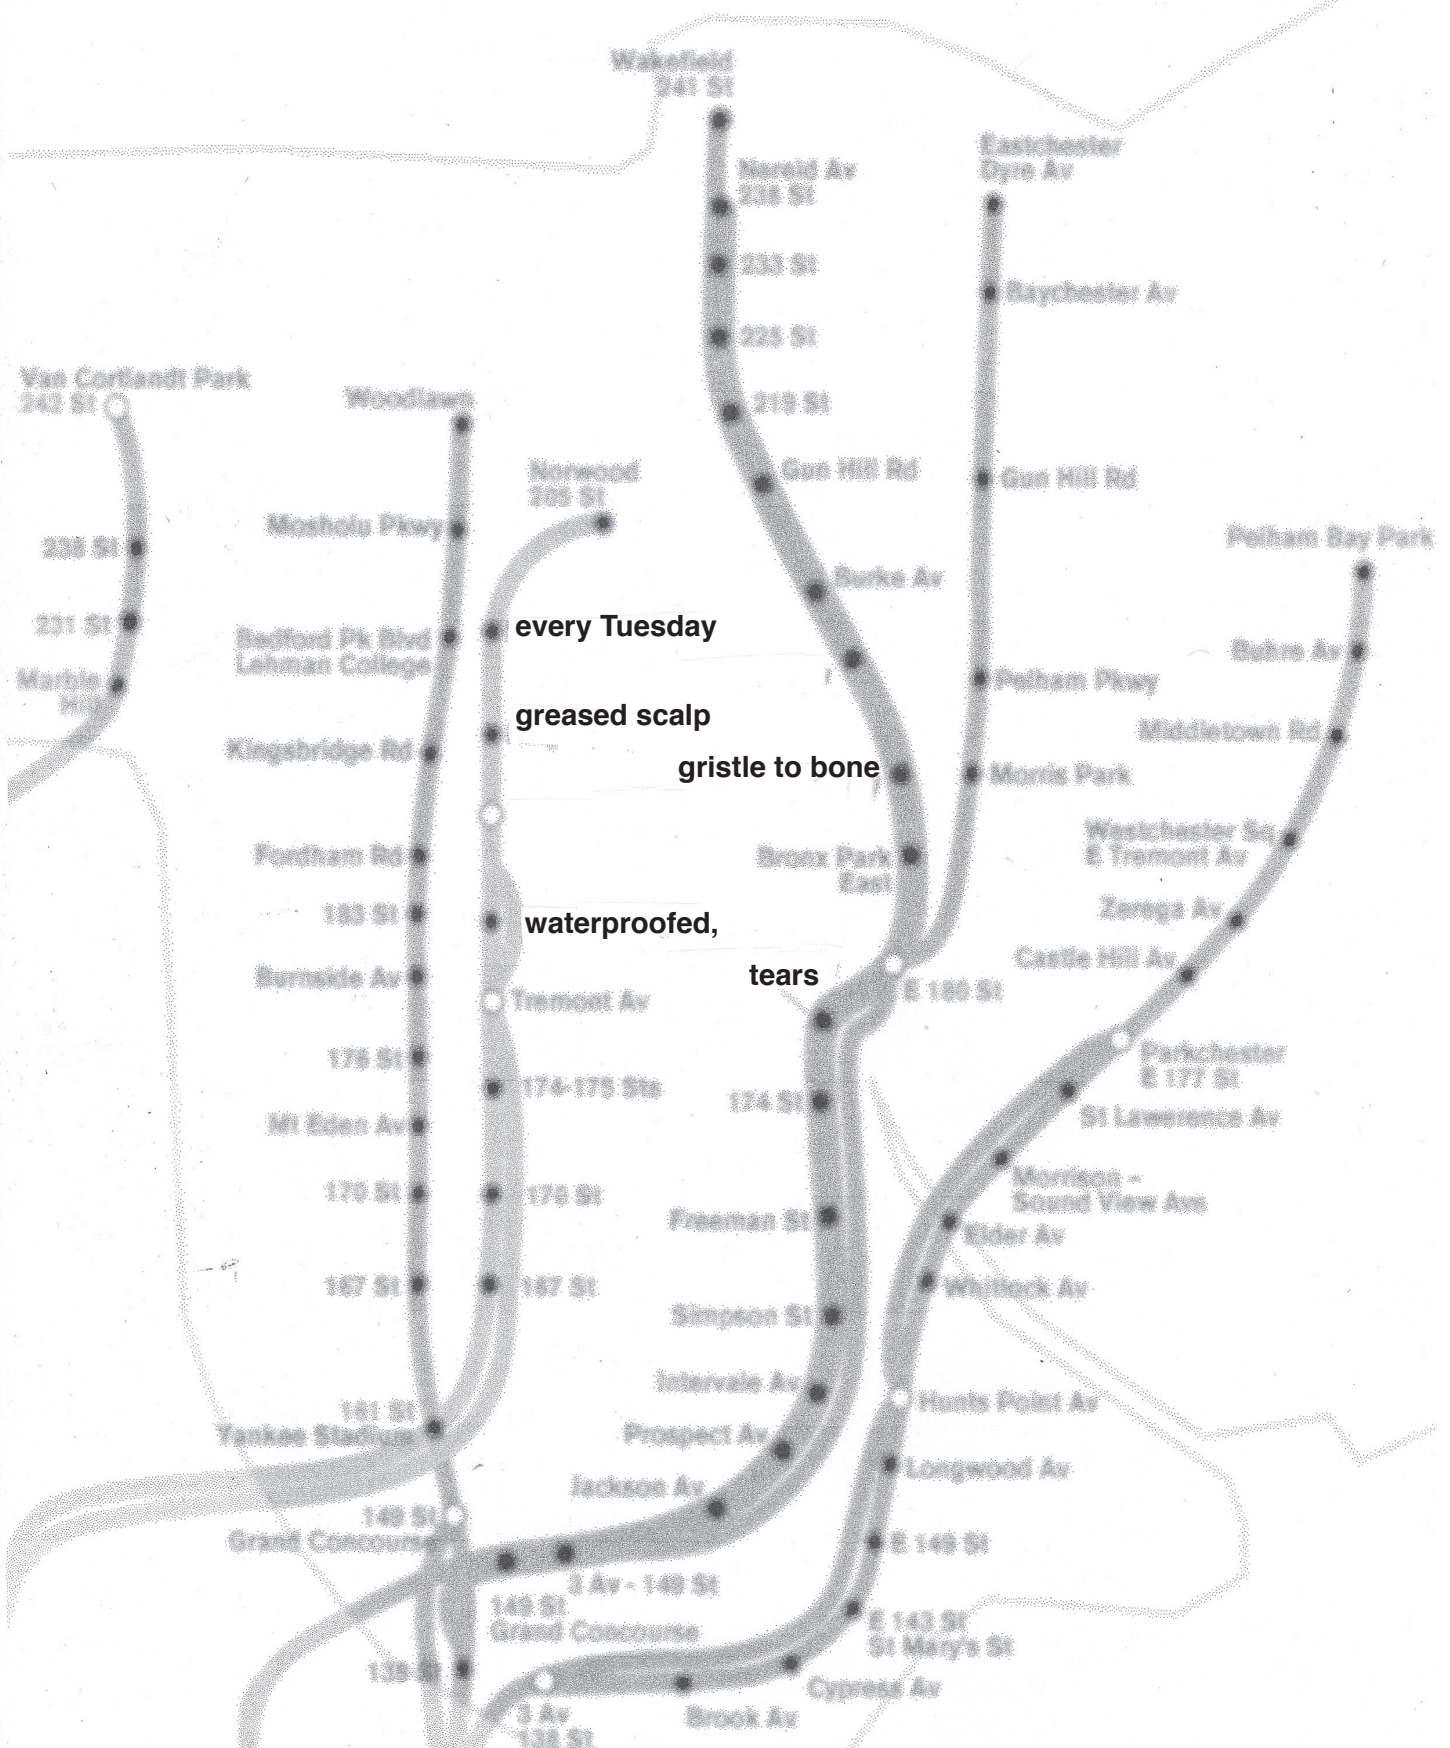 Wakefield
241 St
Eastchester
Dyre Av
Nereid Av
238 St
233 St
Baychester Av
225 St
Van Cortlandt Park
242 St
Woodlawn
219 St
Norwood
205 St
Gun Hill Rd
Gun Hill Rd
Mosholu Pkwy
Pelham Bay Park
238 St
Burke Av
231 St
every Tuesday
Bedford Pk Blvd
Lehman College
Buhre Av
Marble
Hill
Pelham Pkwy
greased scalp
Middletown Rd
Kingsbridge Rd
gristle to bone
Morris Park
Westchester Sq
E Tremont Av
Fordham Rd
Bronx Park
East
183 St
waterproofed,
Zerega Av
Castle Hill Av
Burnside Av
tears
E 180 St
Tremont Av
176 St
Parkchester
E 177 St
174-175 Sts
174 St
St Lawerence Av
Mt Eden Av
170 St
170 St
Morrison –
Sound View Avs
Freeman St
Elder Av
167 St
167 St
Whitlock Av
Simpson St
Intervale Av
Hunts Point Av
161 St
Yankee Stadium
Prospect Av
Longwood Av
Jackson Av
149 St
Grand Concourse
E 149 St
3 Av - 149 St
149 St
Grand Concourse
E 143 St
St Mary's St
138 St
Cypress Av
3 Av
138 St
Brook Av